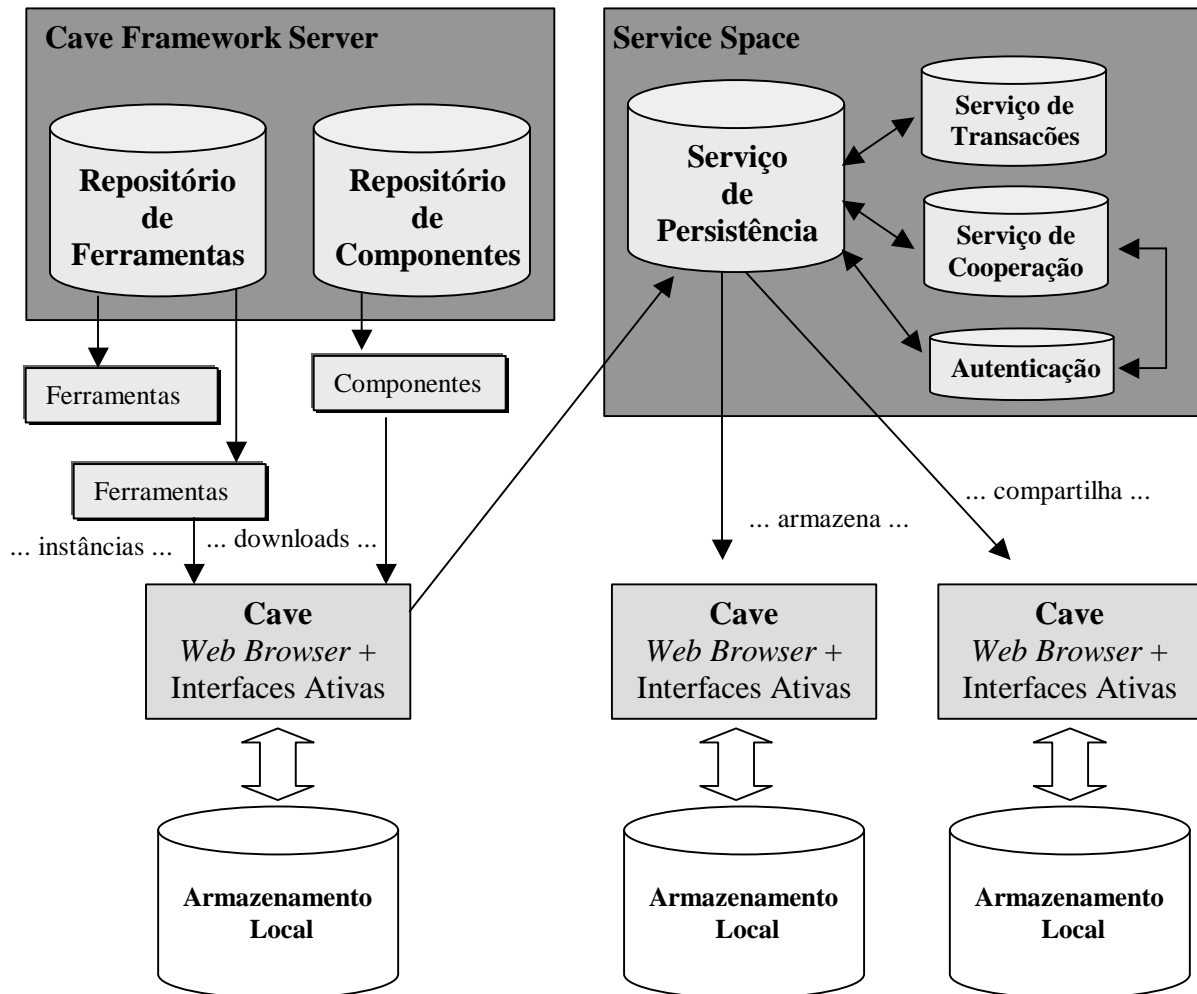 Cave Framework Server
Repositório
de
Ferramentas
Repositório
de
Componentes
Service Space
Serviço
de
Persistência
Serviço de
Transacões
Serviço de
Cooperação
Autenticação
Ferramentas
Componentes
Ferramentas
... instâncias ...
... downloads ...
... armazena ...
... compartilha ...
Cave
Web Browser +
Interfaces Ativas
Cave
Web Browser +
Interfaces Ativas
Cave
Web Browser +
Interfaces Ativas
Armazenamento
Local
Armazenamento
Local
Armazenamento
Local